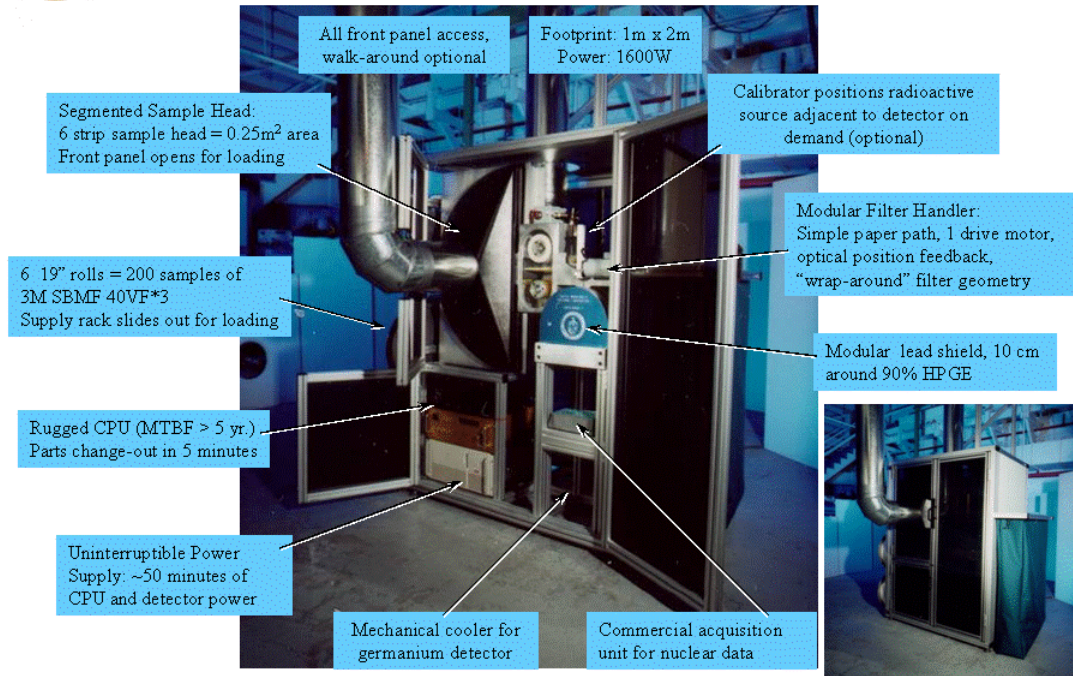 All front panel access,
walk-around optional
Footprint: 1m x 2m
Power: 1600W
Segmented Sample Head:
6 strip sample head = 0.25m² area
Front panel opens for loading
Calibrator positions radioactive
source adjacent to detector on
demand (optional)
Modular Filter Handler:
Simple paper path, 1 drive motor,
optical position feedback,
“wrap-around” filter geometry
6 19” rolls = 200 samples of
3M SBMF 40VF*3
Supply rack slides out for loading
Modular lead shield, 10 cm
around 90% HPGE
Rugged CPU (MTBF > 5 yr.)
Parts change-out in 5 minutes
Uninterruptible Power
Supply: ~50 minutes of
CPU and detector power
Mechanical cooler for
germanium detector
Commercial acquisition
unit for nuclear data